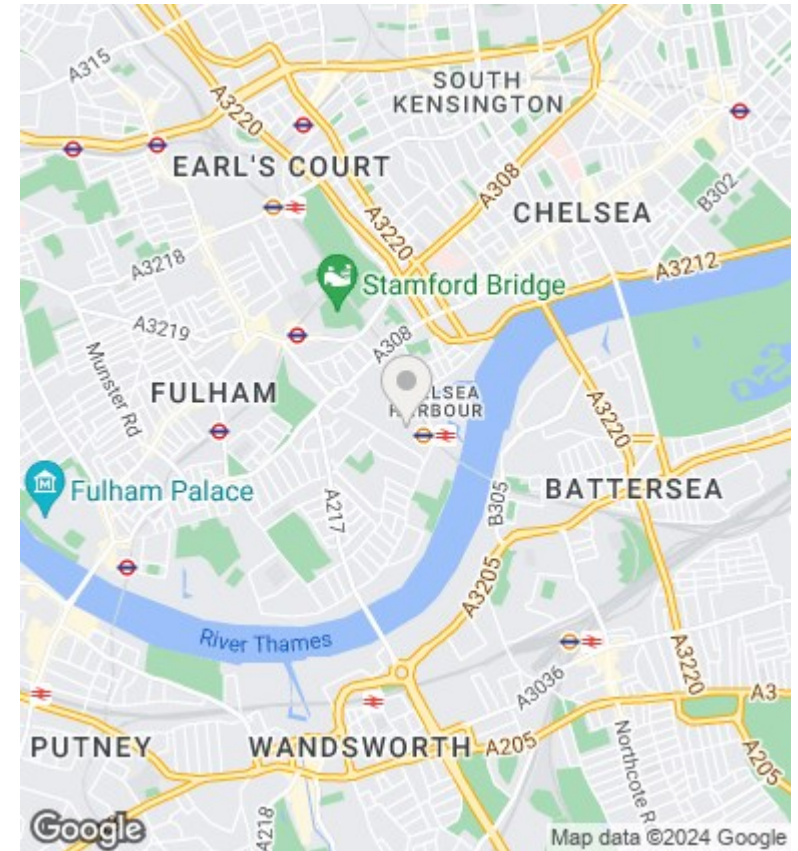 A315
A3220
SOUTH
KENSINGTON
EARL'S COURT
A308
B302
CHELSEA
A3220
A3218
A3212
Stamford Bridge
A3219
A308
Munster Rd
FULHAM
ELSEA
RBOUR
A3220
Fulham Palace
A217
B305
BATTERSEA
A3205
River Thames
A3220
A3036
A3
PUTNEY
WANDSWORTH
A205
Northcote R
A205
A218
Google
Map data ©2024 Google